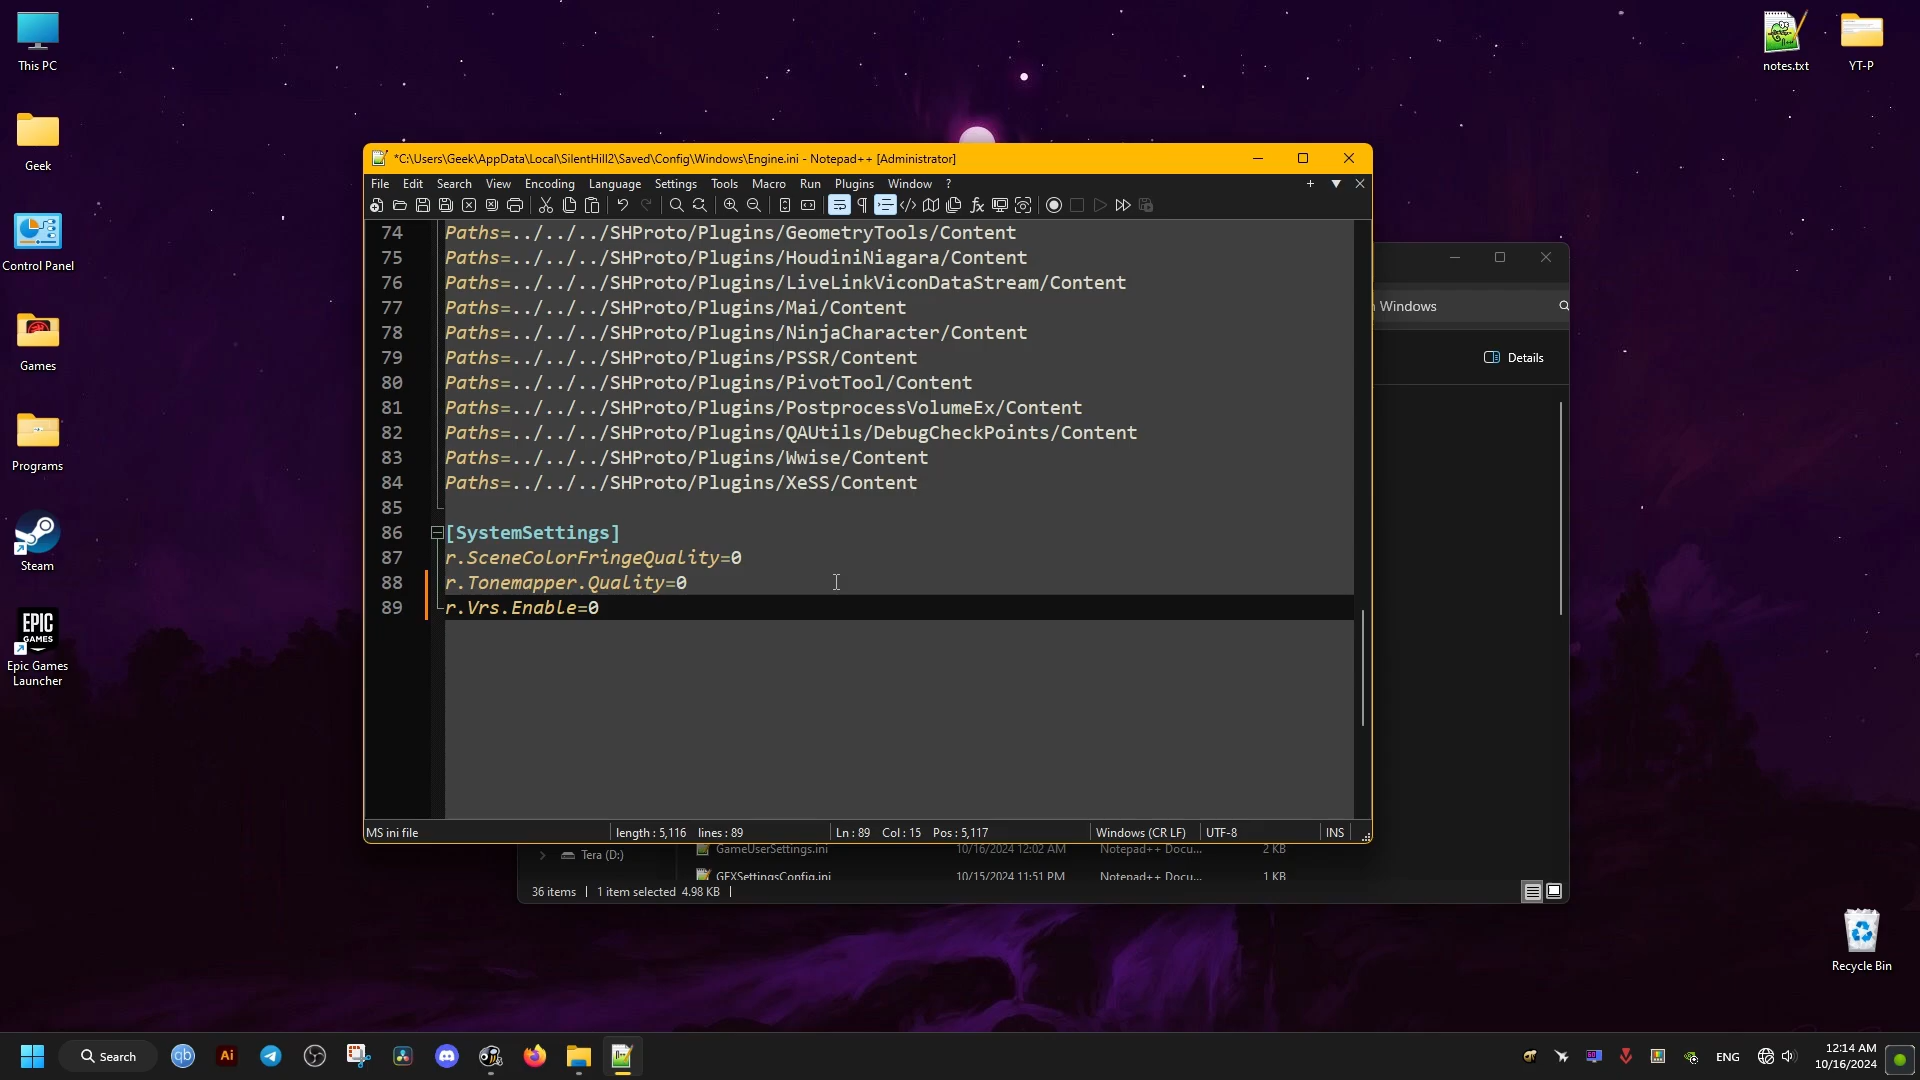 This PC
Geek
Control Panel
Games
Programs
Steam
EPIC
GAMES
Epic Games
Launcher
notes.txt
YT-P
Recycle Bin
*C:\Users\Geek\AppData\Local\SilentHill2\Saved\Config\Windows\Engine.ini - Notepad++ [Administrator]
File Edit Search View Encoding Language Settings Tools Macro Run Plugins Window ?
74 Paths=../../../SHProto/Plugins/GeometryTools/Content
75 Paths=../../../SHProto/Plugins/HoudiniNiagara/Content
76 Paths=../../../SHProto/Plugins/LiveLinkViconDataStream/Content
77 Paths=../../../SHProto/Plugins/Mai/Content
78 Paths=../../../SHProto/Plugins/NinjaCharacter/Content
79 Paths=../../../SHProto/Plugins/PSSR/Content
80 Paths=../../../SHProto/Plugins/PivotTool/Content
81 Paths=../../../SHProto/Plugins/PostprocessVolumeEx/Content
82 Paths=../../../SHProto/Plugins/QAUtils/DebugCheckPoints/Content
83 Paths=../../../SHProto/Plugins/Wwise/Content
84 Paths=../../../SHProto/Plugins/XeSS/Content
85
86 [SystemSettings]
87 r.SceneColorFringeQuality=0
88 r.Tonemapper.Quality=0
89 r.Vrs.Enable=0
MS ini file length : 5,116 lines : 89 Ln : 89 Col : 15 Pos : 5,117 Windows (CR LF) UTF-8 INS
Windows
Details
Tera (D:)
GameUserSettings.ini 10/16/2024 12:02 AM Notepad++ Docu... 2 KB
GFXSettingsConfig.ini 10/15/2024 11:51 PM Notepad++ Docu... 1 KB
36 items 1 item selected 4.98 KB
Search
qb
Ai
ENG
12:14 AM
10/16/2024